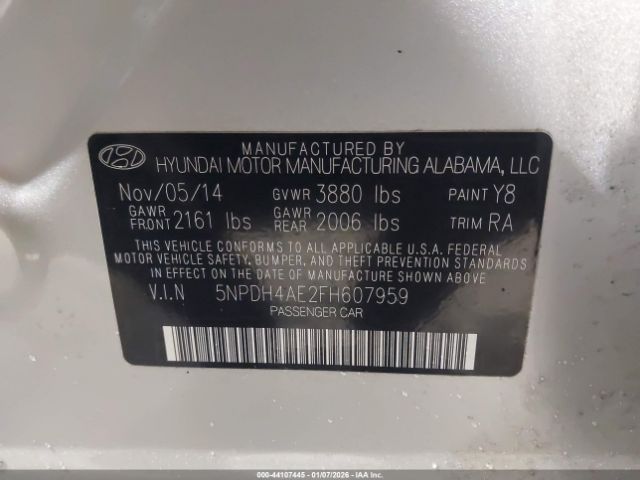 MANUFACTURED BY
HYUNDAI MOTOR MANUFACTURING ALABAMA, LLC
Nov/05/14 GVWR 3880 lbs PAINT Y8
GAWR FRONT 2161 lbs GAWR REAR 2006 lbs TRIM RA
THIS VEHICLE CONFORMS TO ALL APPLICABLE U.S.A. FEDERAL
MOTOR VEHICLE SAFETY, BUMPER, AND THEFT PREVENTION STANDARDS
IN EFFECT ON THE DATE OF MANUFACTURE SHOWN ABOVE
V.I.N 5NPDH4AE2FH607959
PASSENGER CAR
000-44107445 - 01/07/2026 - © Copyright IAA, LLC